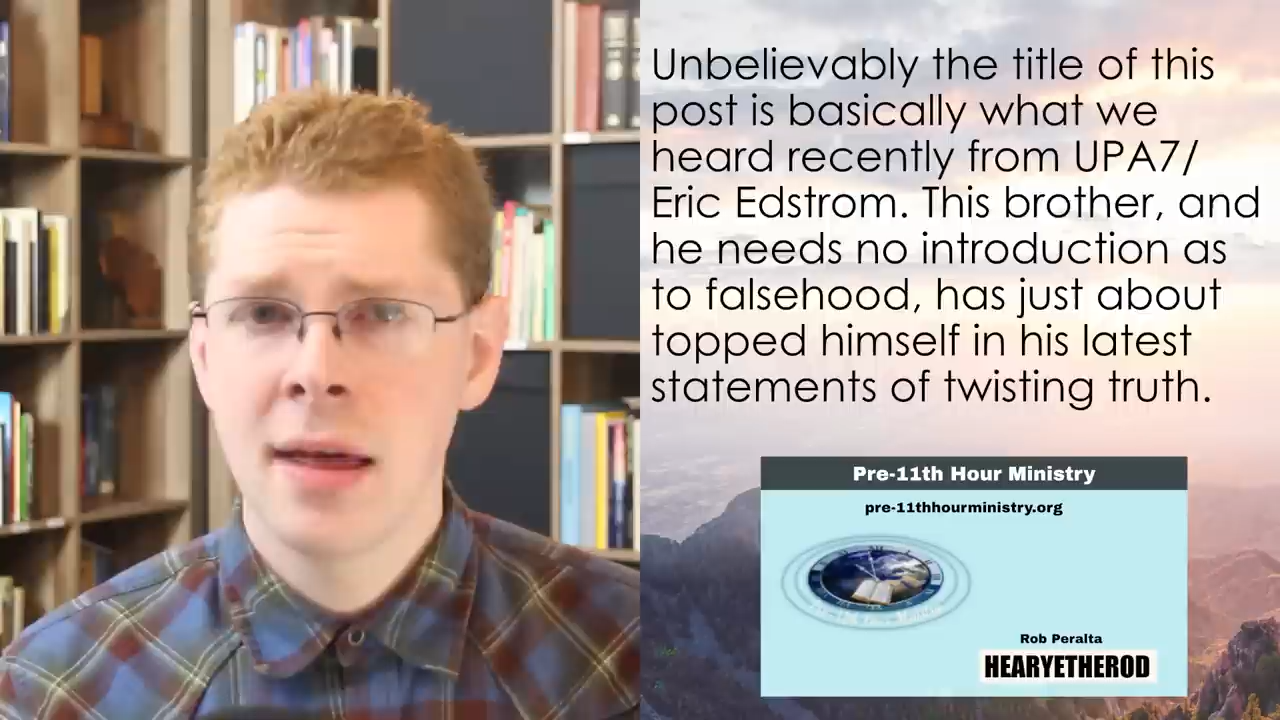 Unbelievably the title of this
post is basically what we
heard recently from UPA7/
Eric Edstrom. This brother, and
he needs no introduction as
to falsehood, has just about
topped himself in his latest
statements of twisting truth.
Pre-11th Hour Ministry
pre-11thhourministry.org
Rob Peralta
HEARYETHEROD